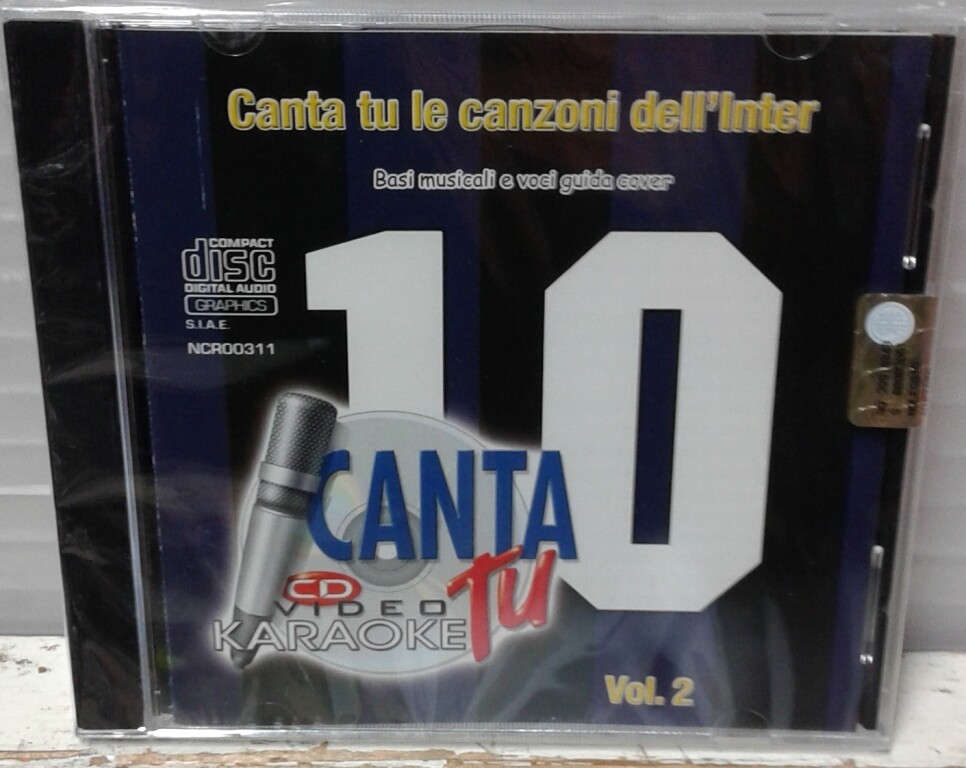 Canta tu le canzoni dell'Inter
Basi musicali e voci guida cover
COMPACT
disc
DIGITAL AUDIO
GRAPHICS
S.I.A.E.
NCR00311
10
CANTA
TU
CD
VIDEO
KARAOKE
Vol. 2